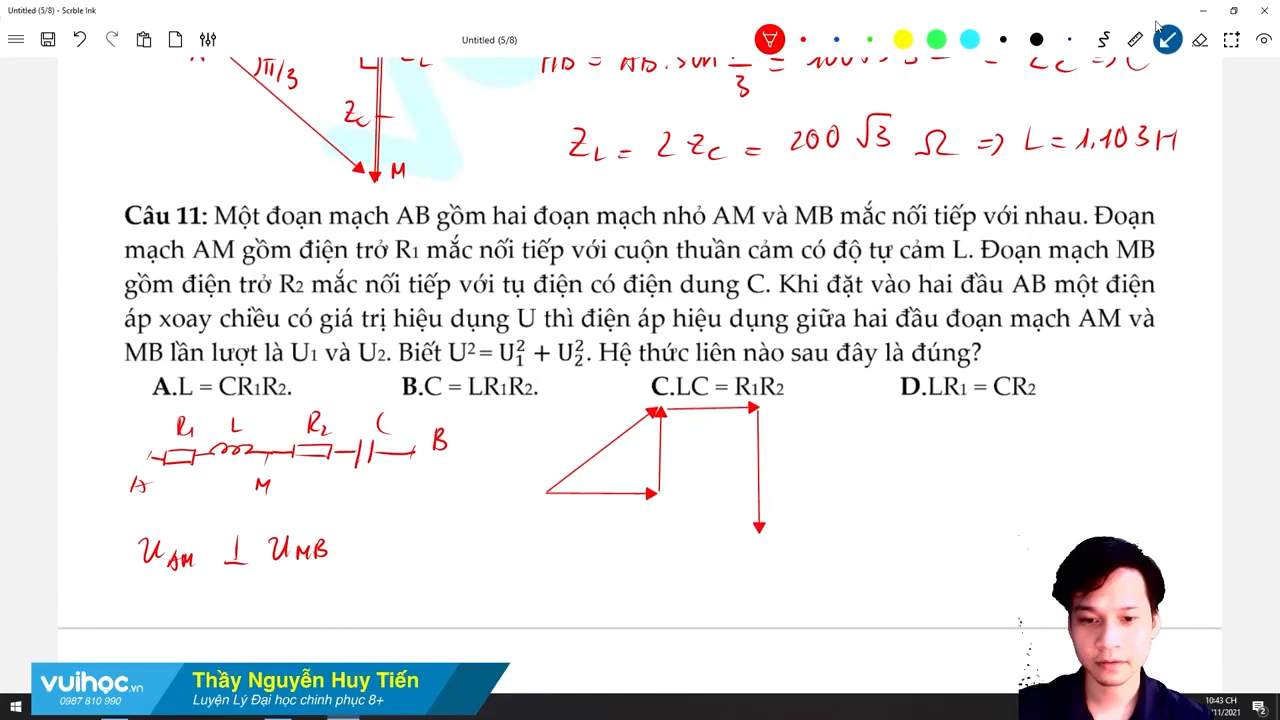 Untitled (5/8) - Scrble Ink
Untitled (5/8)
π/3
Z_C
M
Z_L = 2 Z_C = 200√3 Ω => L = 1,103 H
Câu 11: Một đoạn mạch AB gồm hai đoạn mạch nhỏ AM và MB mắc nối tiếp với nhau. Đoạn
mạch AM gồm điện trở R1 mắc nối tiếp với cuộn thuần cảm có độ tự cảm L. Đoạn mạch MB
gồm điện trở R2 mắc nối tiếp với tụ điện có điện dung C. Khi đặt vào hai đầu AB một điện
áp xoay chiều có giá trị hiệu dụng U thì điện áp hiệu dụng giữa hai đầu đoạn mạch AM và
MB lần lượt là U1 và U2. Biết U² = U₁² + U₂². Hệ thức liên nào sau đây là đúng?
A.L = CR1R2. B.C = LR1R2. C.LC = R1R2 D.LR1 = CR2
R1 L R2 C
A M B
U_AM ⊥ U_MB
vuihọc.vn
0987 810 990
Thầy Nguyễn Huy Tiến
Luyện Lý Đại học chinh phục 8+
10:43 CH
/11/2021
2